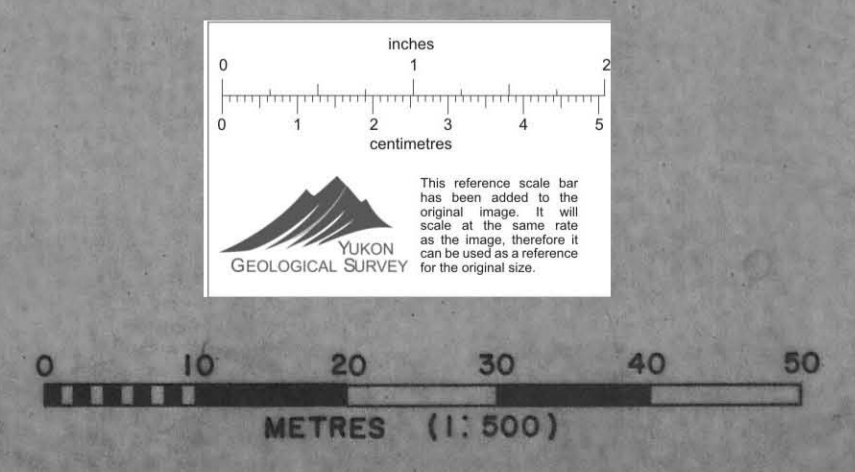 inches
0 1 2
0 1 2 3 4 5
centimetres
YUKON
GEOLOGICAL SURVEY
This reference scale bar
has been added to the
original image. It will
scale at the same rate
as the image, therefore it
can be used as a reference
for the original size.
0 10 20 30 40 50
METRES (1:500)